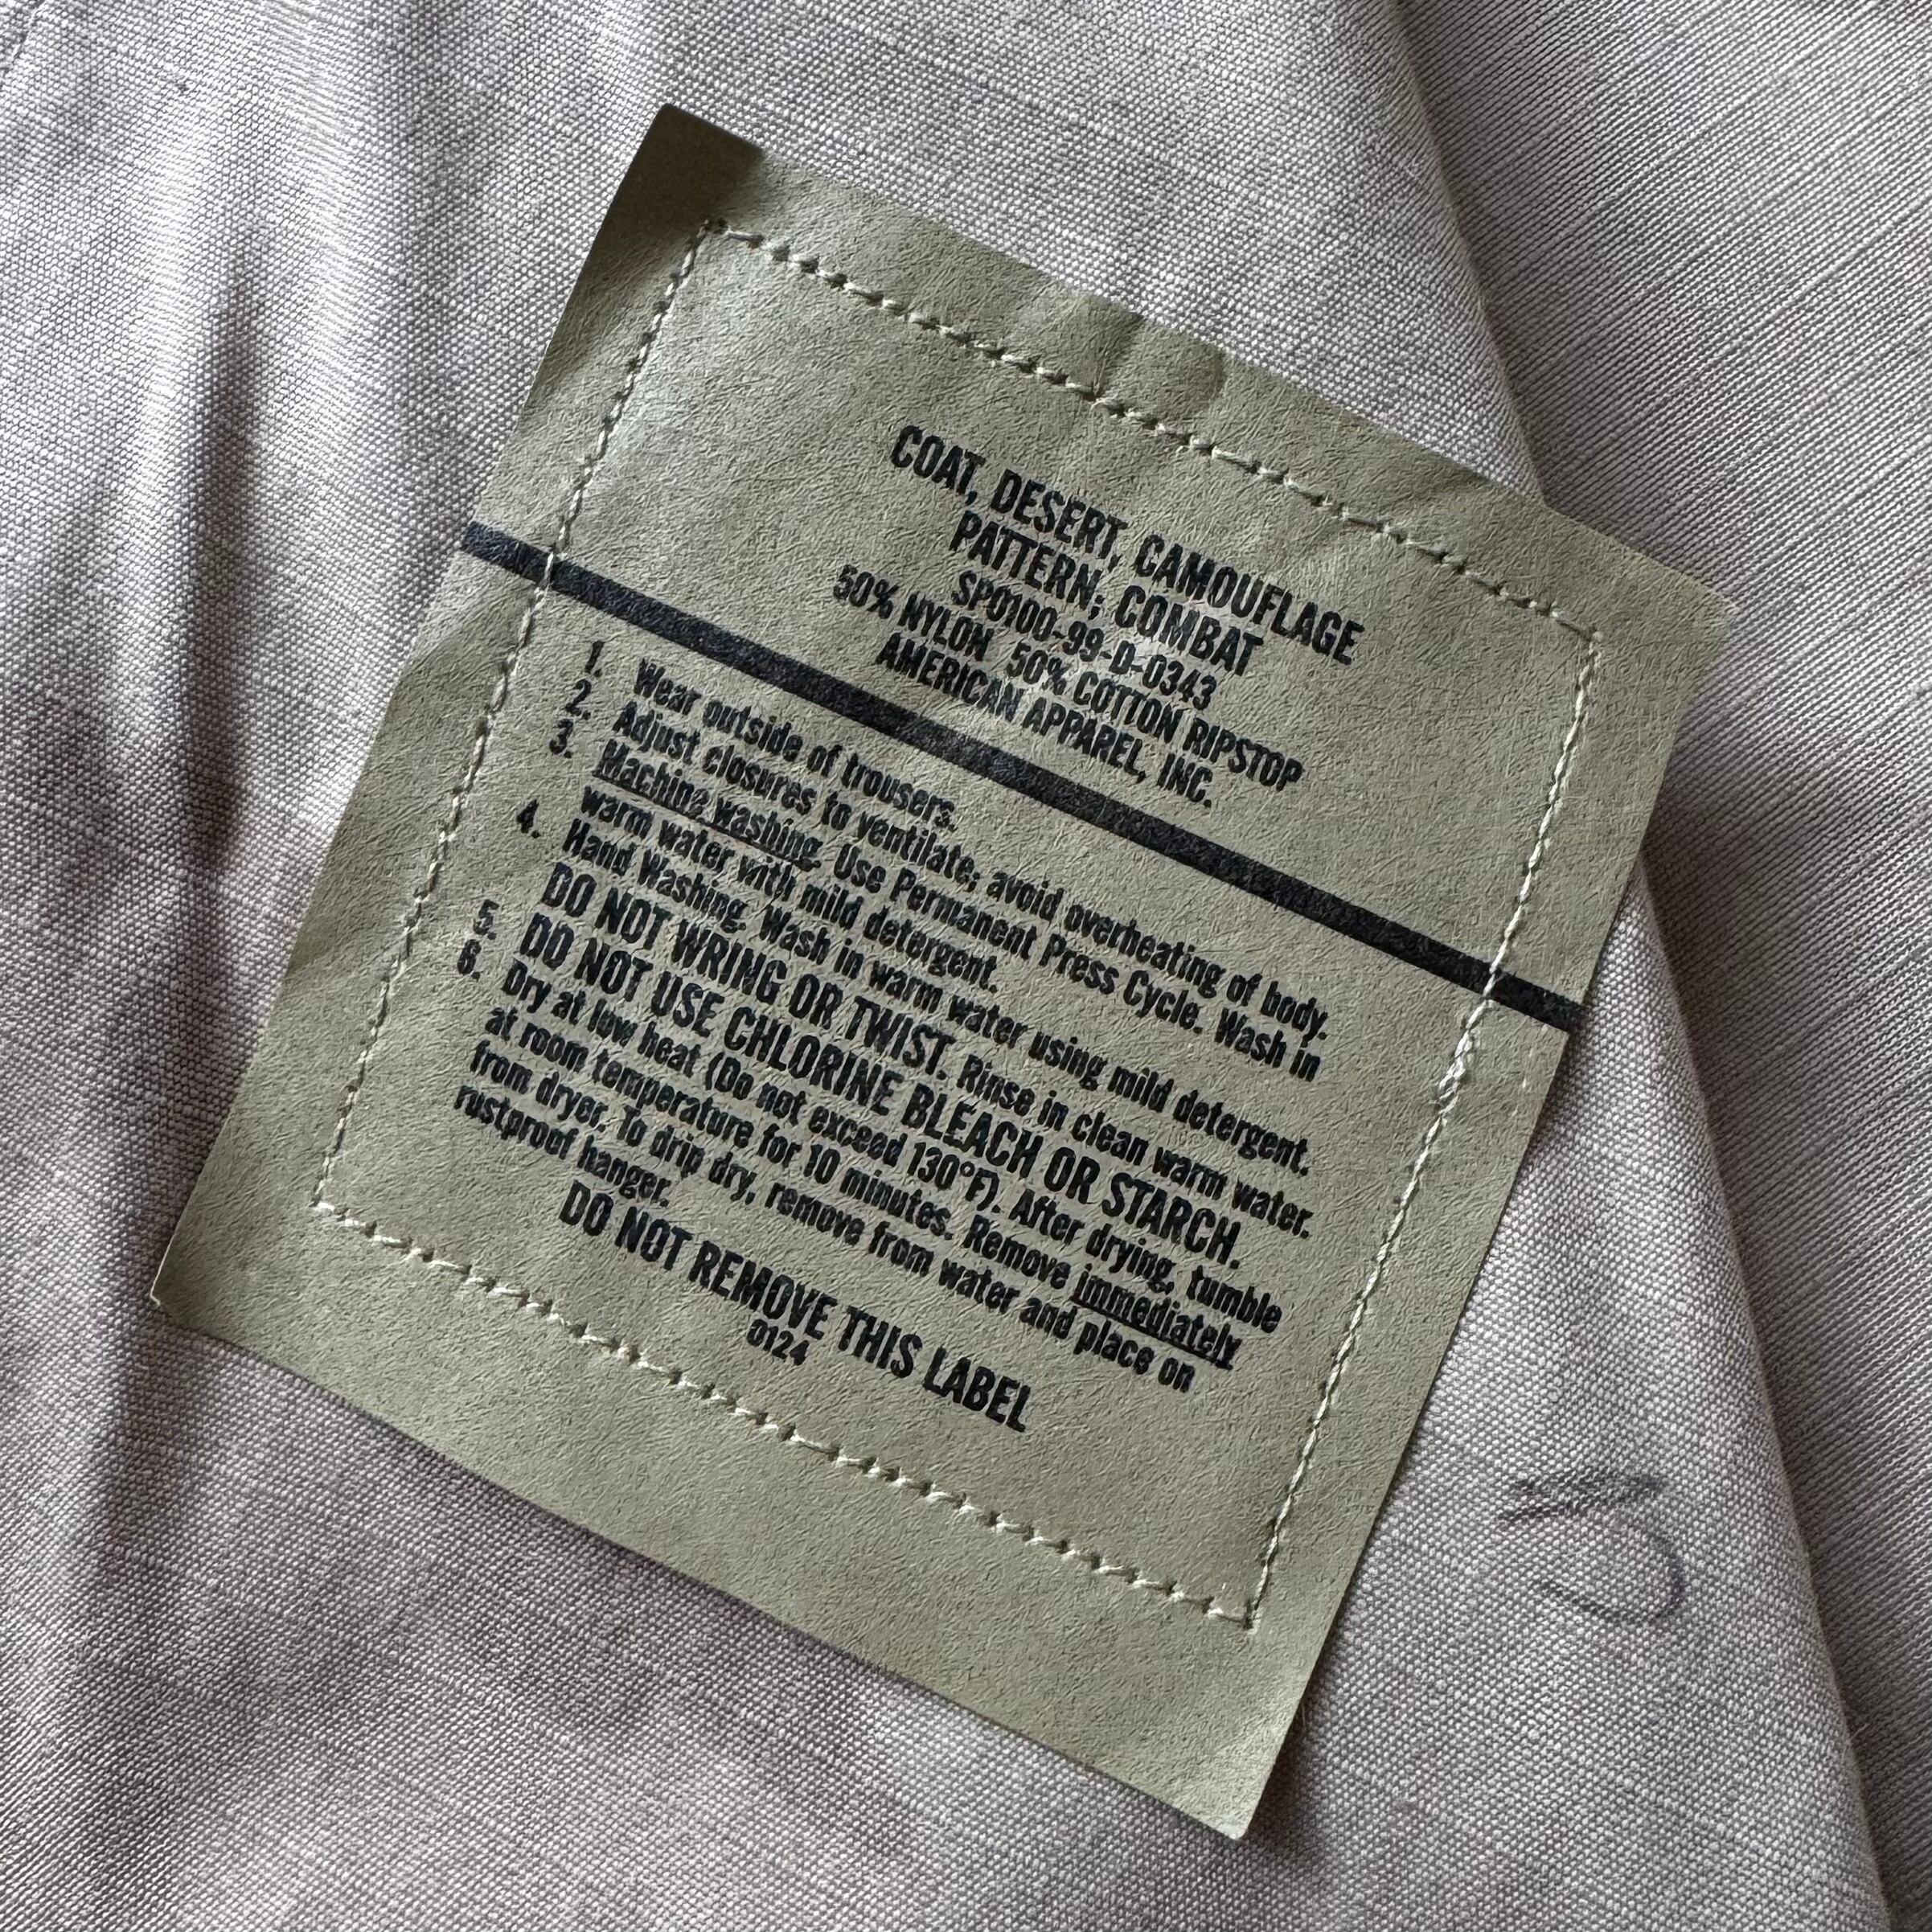 COAT, DESERT, CAMOUFLAGE
PATTERN; COMBAT
SP0100-99-D-0343
50% NYLON 50% COTTON RIPSTOP
AMERICAN APPAREL, INC.
1. Wear outside of trousers.
2. Adjust closures to ventilate; avoid overheating of body.
3. Machine washing. Use Permanent Press Cycle. Wash in
warm water with mild detergent.
4. Hand Washing. Wash in warm water using mild detergent.
DO NOT WRING OR TWIST. Rinse in clean warm water.
5. DO NOT USE CHLORINE BLEACH OR STARCH.
6. Dry at low heat (Do not exceed 130°F). After drying, tumble
at room temperature for 10 minutes. Remove immediately
from dryer. To drip dry, remove from water and place on
rustproof hanger.
DO NOT REMOVE THIS LABEL
0124